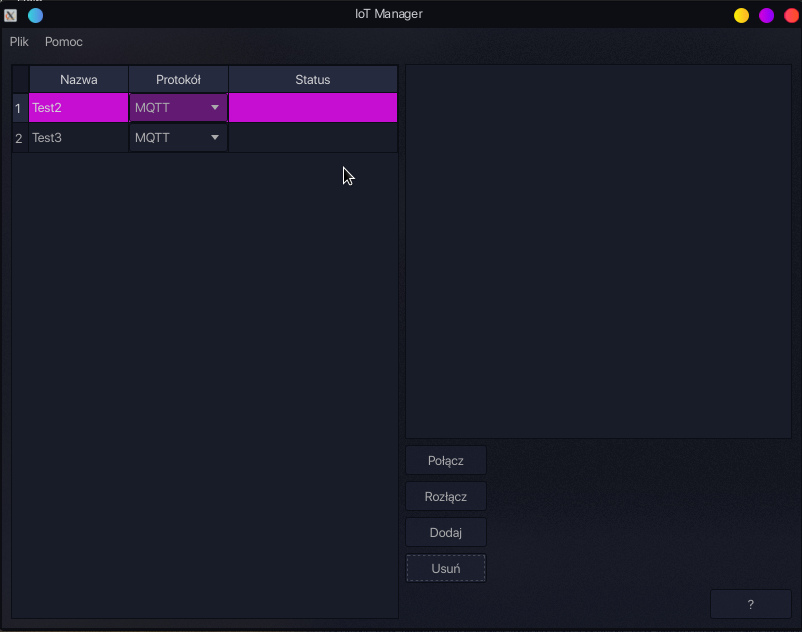 IoT Manager
Plik Pomoc
Nazwa Protokół Status
1 Test2 MQTT
2 Test3 MQTT
Połącz
Rozłącz
Dodaj
Usuń
?